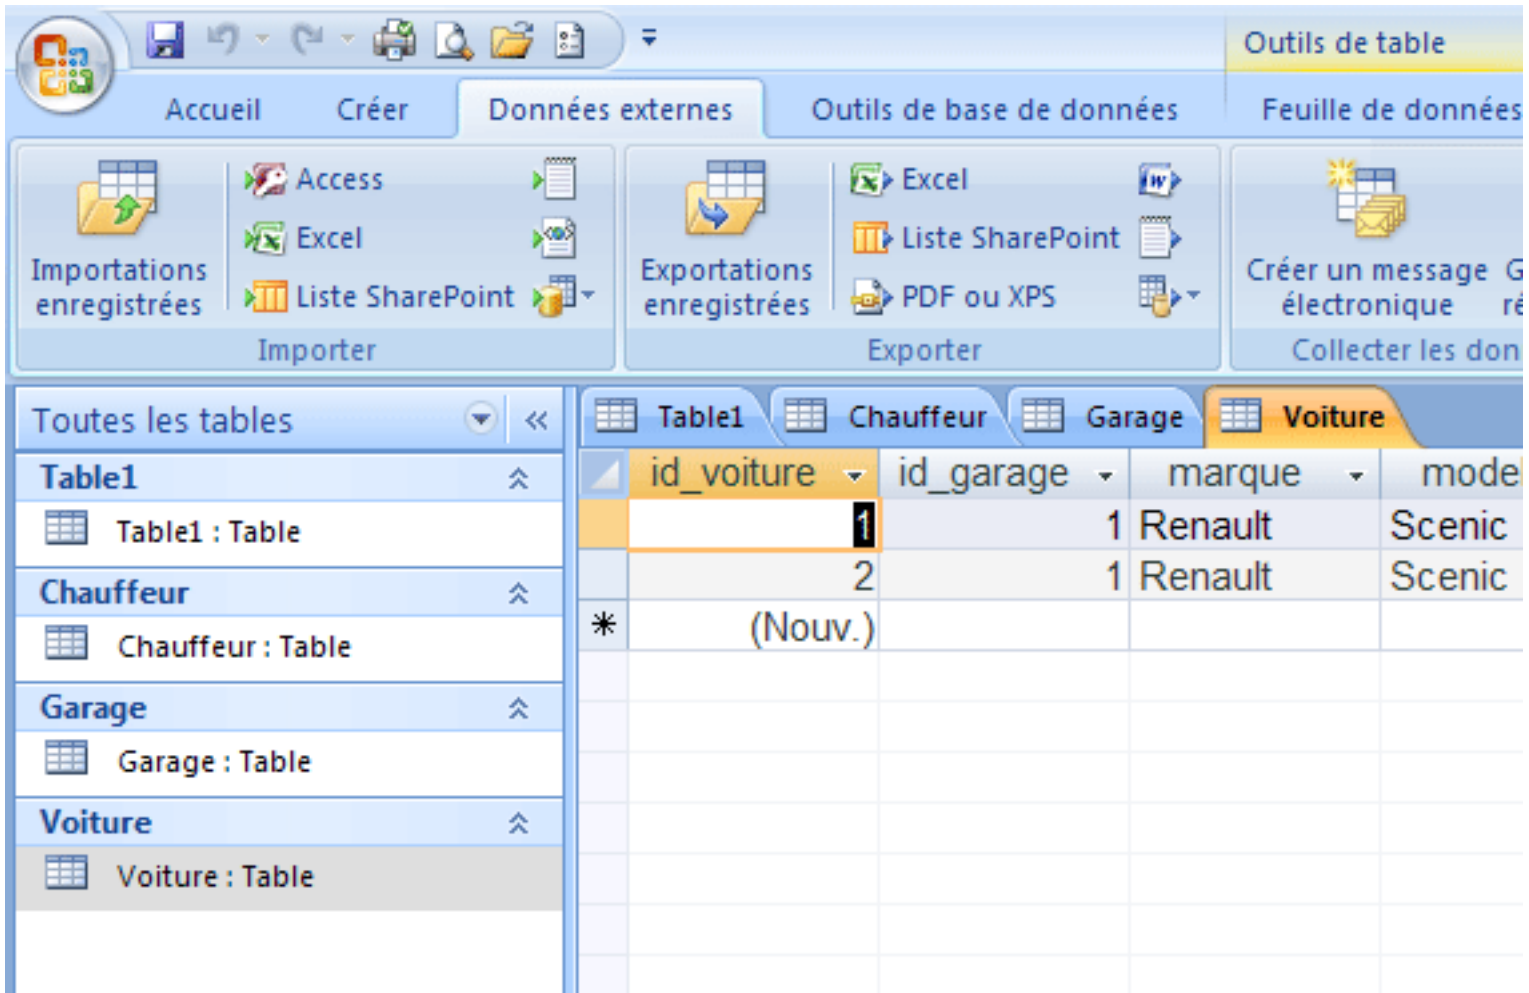 Outils de table
Accueil Créer Données externes Outils de base de données Feuille de données
Importations enregistrées
Access
Excel
Liste SharePoint
Importer
Exportations enregistrées
Excel
Liste SharePoint
PDF ou XPS
Exporter
Créer un message électronique
Collecter les don
Toutes les tables
Table1
Table1 : Table
Chauffeur
Chauffeur : Table
Garage
Garage : Table
Voiture
Voiture : Table
Table1 Chauffeur Garage Voiture
id_voiture id_garage marque model
1 1 Renault Scenic
2 1 Renault Scenic
(Nouv.)